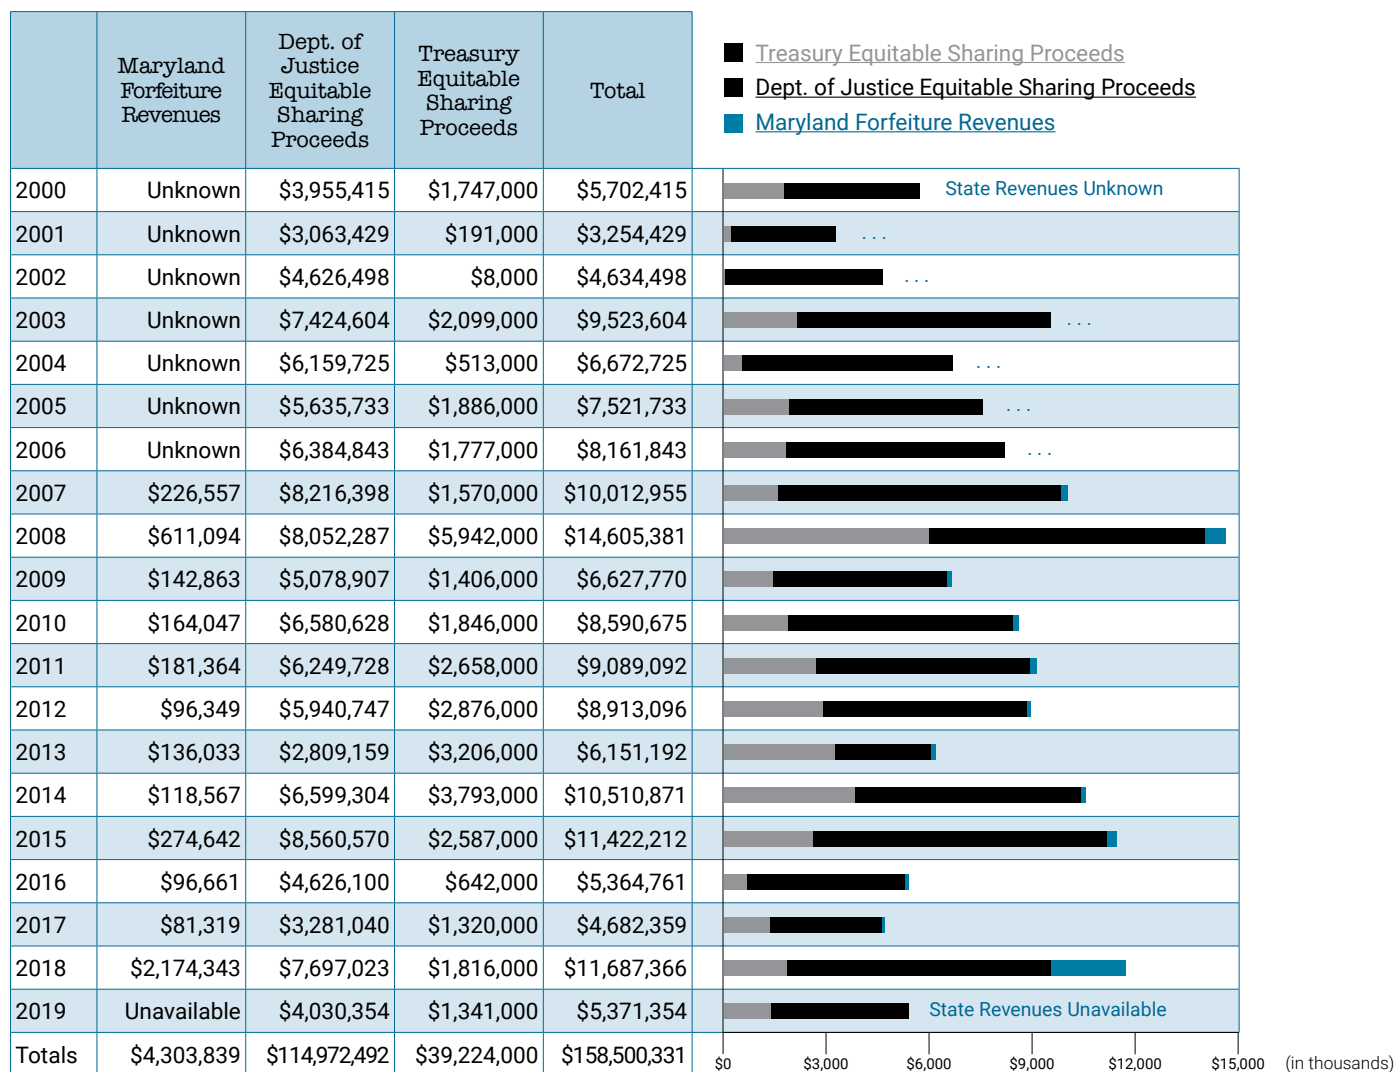 Maryland
Forfeiture
Revenues
Dept. of
Justice
Equitable
Sharing
Proceeds
Treasury
Equitable
Sharing
Proceeds
Total
Treasury Equitable Sharing Proceeds
Dept. of Justice Equitable Sharing Proceeds
Maryland Forfeiture Revenues
2000 Unknown $3,955,415 $1,747,000 $5,702,415 State Revenues Unknown
2001 Unknown $3,063,429 $191,000 $3,254,429 ...
2002 Unknown $4,626,498 $8,000 $4,634,498 ...
2003 Unknown $7,424,604 $2,099,000 $9,523,604 ...
2004 Unknown $6,159,725 $513,000 $6,672,725 ...
2005 Unknown $5,635,733 $1,886,000 $7,521,733 ...
2006 Unknown $6,384,843 $1,777,000 $8,161,843 ...
2007 $226,557 $8,216,398 $1,570,000 $10,012,955
2008 $611,094 $8,052,287 $5,942,000 $14,605,381
2009 $142,863 $5,078,907 $1,406,000 $6,627,770
2010 $164,047 $6,580,628 $1,846,000 $8,590,675
2011 $181,364 $6,249,728 $2,658,000 $9,089,092
2012 $96,349 $5,940,747 $2,876,000 $8,913,096
2013 $136,033 $2,809,159 $3,206,000 $6,151,192
2014 $118,567 $6,599,304 $3,793,000 $10,510,871
2015 $274,642 $8,560,570 $2,587,000 $11,422,212
2016 $96,661 $4,626,100 $642,000 $5,364,761
2017 $81,319 $3,281,040 $1,320,000 $4,682,359
2018 $2,174,343 $7,697,023 $1,816,000 $11,687,366
2019 Unavailable $4,030,354 $1,341,000 $5,371,354 State Revenues Unavailable
Totals $4,303,839 $114,972,492 $39,224,000 $158,500,331
$0 $3,000 $6,000 $9,000 $12,000 $15,000 (in thousands)